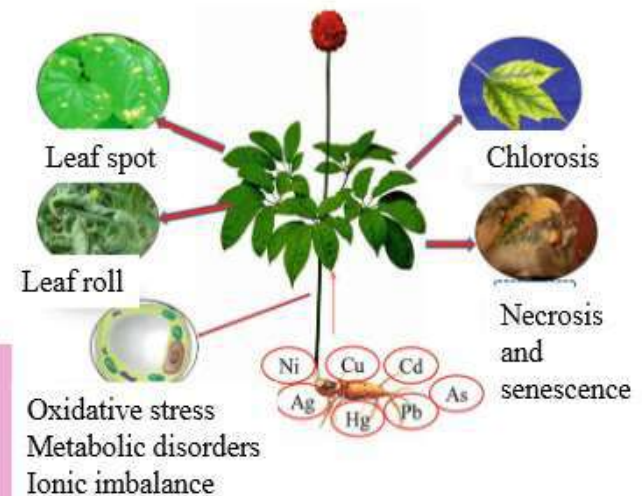 Leaf spot
Chlorosis
Leaf roll
Necrosis
and
senescence
Ni
Cu
Cd
As
Ag
Hg
Pb
Oxidative stress
Metabolic disorders
Ionic imbalance